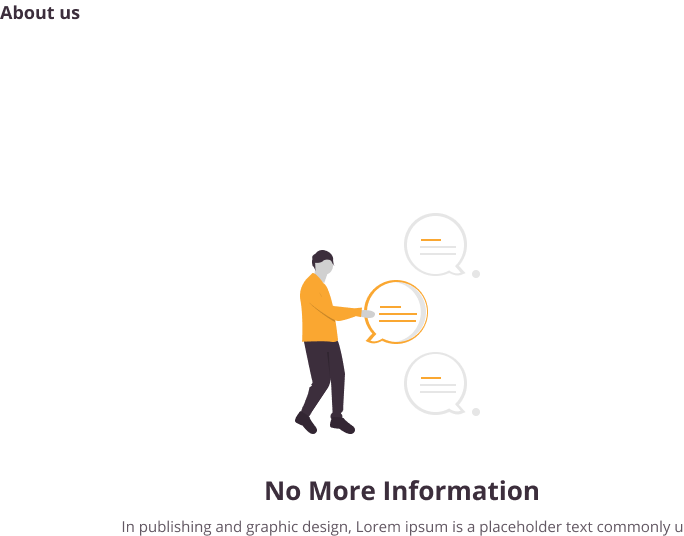 About us
No More Information
In publishing and graphic design, Lorem ipsum is a placeholder text commonly u